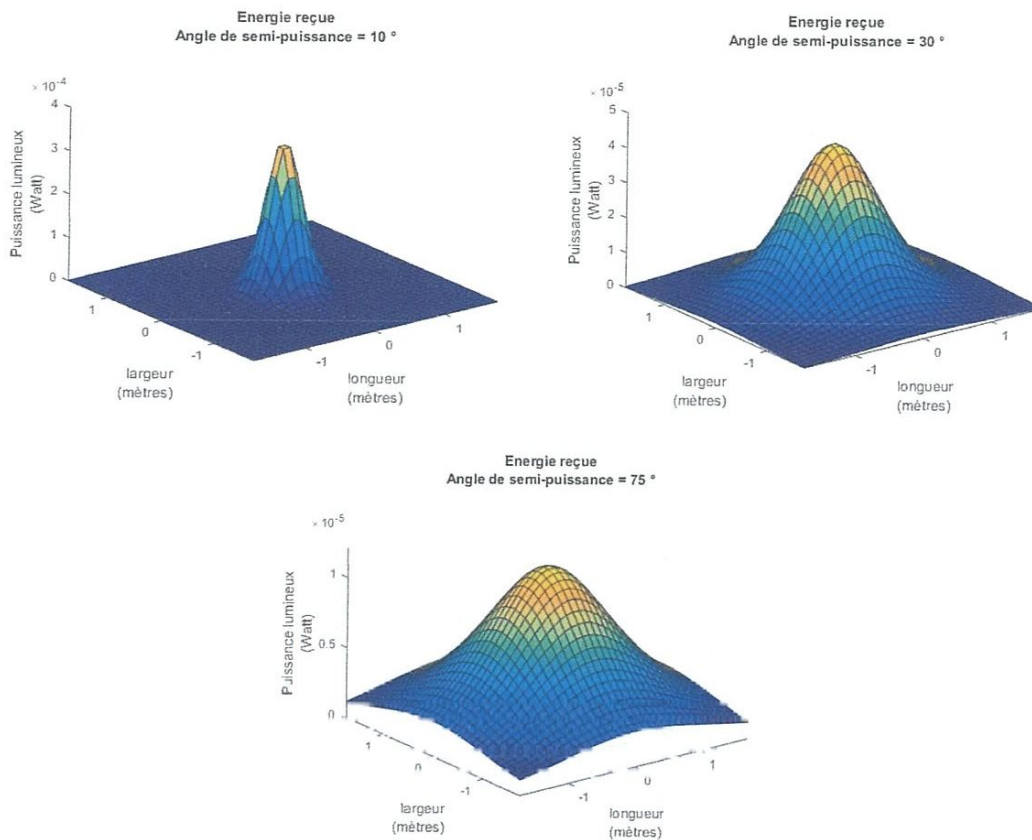 Energie reçue
Angle de semi-puissance = 10 °
× 10⁻⁴
4
3
2
1
0
Puissance lumineux
(Watt)
1
0
-1
largeur
(mètres)
-1
0
1
longueur
(mètres)
Energie reçue
Angle de semi-puissance = 30 °
× 10⁻⁵
5
4
3
2
1
0
Puissance lumineux
(Watt)
1
0
-1
largeur
(mètres)
-1
0
1
longueur
(mètres)
Energie reçue
Angle de semi-puissance = 75 °
× 10⁻⁵
1
0.5
0
Puissance lumineux
(Watt)
1
0
-1
largeur
(mètres)
-1
0
1
longueur
(mètres)